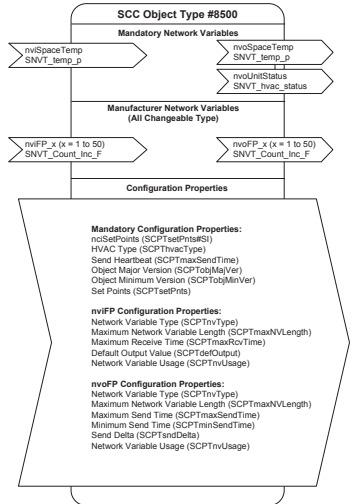 SCC Object Type #8500
Mandatory Network Variables
nviSpaceTemp
SNVT_temp_p
nvoSpaceTemp
SNVT_temp_p
nvoUnitStatus
SNVT_hvac_status
Manufacturer Network Variables
(All Changeable Type)
nviFP_x (x = 1 to 50)
SNVT_Count_Inc_F
nvoFP_x (x = 1 to 50)
SNVT_Count_Inc_F
Configuration Properties
Mandatory Configuration Properties:
nciSetPoints (SCPTsetPnts#SI)
HVAC Type (SCPThvacType)
Send Heartbeat (SCPTmaxSendTime)
Object Major Version (SCPTobjMajVer)
Object Minimum Version (SCPTobjMinVer)
Set Points (SCPTsetPnts)
nviFP Configuration Properties:
Network Variable Type (SCPTnvType)
Maximum Network Variable Length (SCPTmaxNVLength)
Maximum Receive Time (SCPTmaxRcvTime)
Default Output Value (SCPTdefOutput)
Network Variable Usage (SCPTnvUsage)
nvoFP Configuration Properties:
Network Variable Type (SCPTnvType)
Maximum Network Variable Length (SCPTmaxNVLength)
Maximum Send Time (SCPTmaxSendTime)
Minimum Send Time (SCPTminSendTime)
Send Delta (SCPTsndDelta)
Network Variable Usage (SCPTnvUsage)